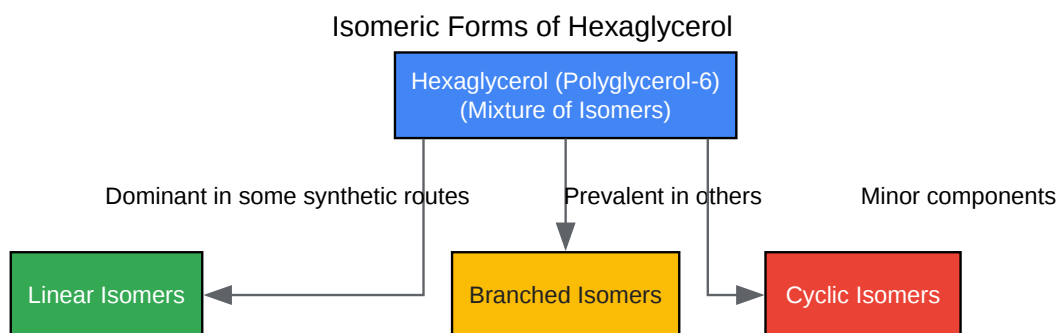 Isomeric Forms of Hexaglycerol
Hexaglycerol (Polyglycerol-6)
(Mixture of Isomers)
Dominant in some synthetic routes
Prevalent in others
Minor components
Linear Isomers
Branched Isomers
Cyclic Isomers